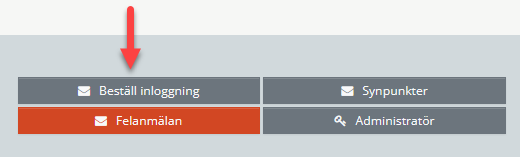 Beställ inloggning
Synpunkter
Felanmälan
Administratör